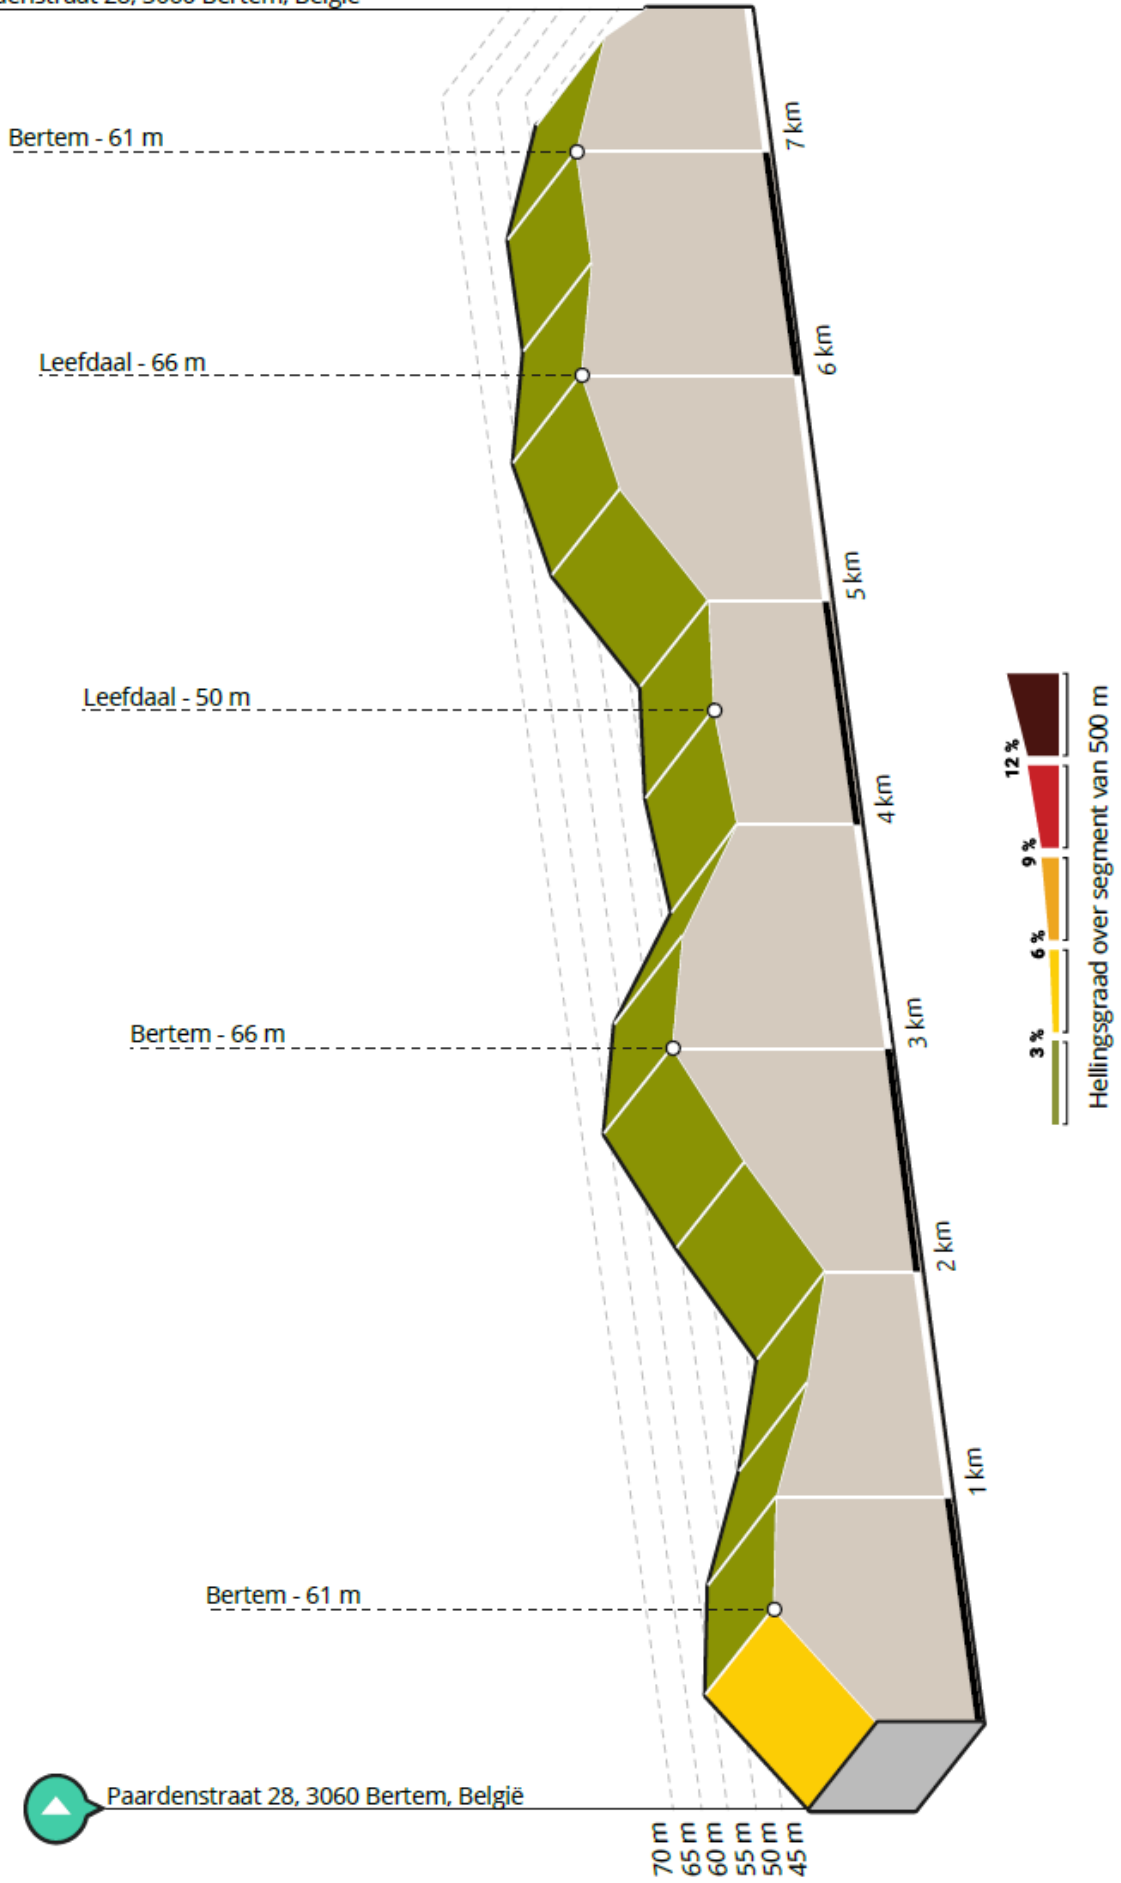 Bertem - 61 m
7 km
Leefdaal - 66 m
6 km
5 km
Leefdaal - 50 m
4 km
12 %
9 %
6 %
3 %
Hellingsgraad over segment van 500 m
Bertem - 66 m
3 km
2 km
1 km
Bertem - 61 m
Paardenstraat 28, 3060 Bertem, België
70 m
65 m
60 m
55 m
50 m
45 m